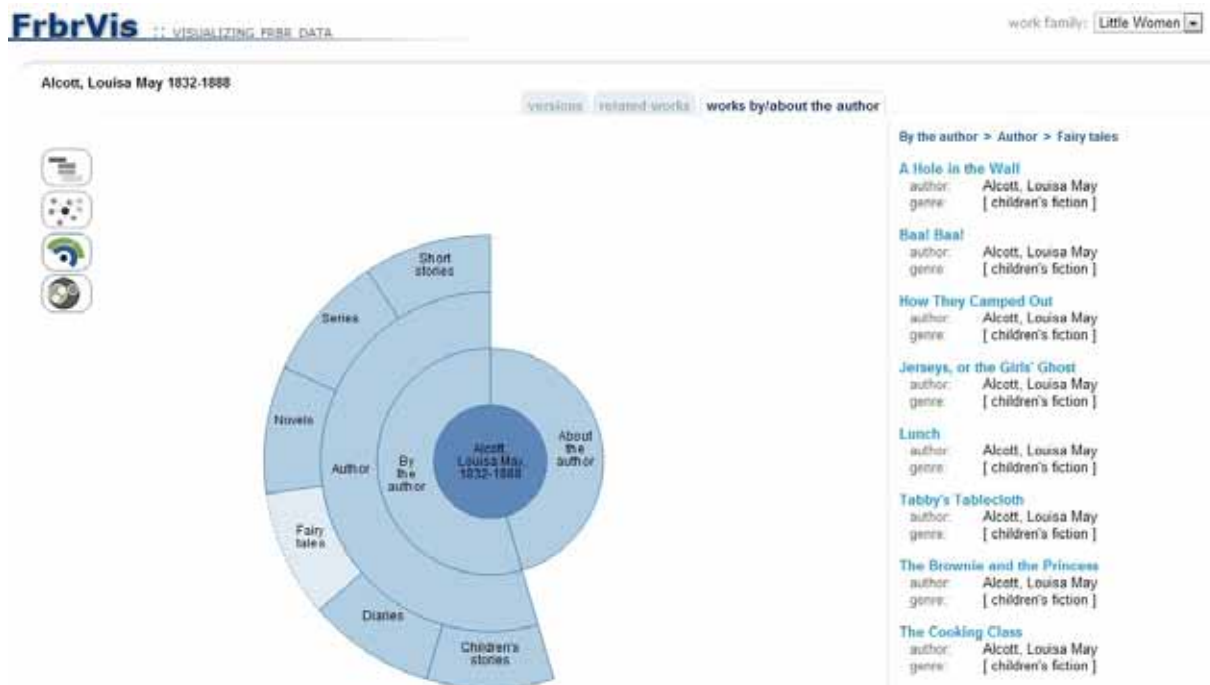 FrbrVis :: VISUALIZING FRBR DATA
work family: Little Women
Alcott, Louisa May 1832-1888
versions related works works by/about the author
Short
stories
Series
Novels
Fairy
tales
Diaries
Children's
stories
Author
By
the
author
Alcott,
Louisa May,
1832-1888
About
the
author
By the author > Author > Fairy tales
A Hole in the Wall
author: Alcott, Louisa May
genre: [ children's fiction ]
Baa! Baa!
author: Alcott, Louisa May
genre: [ children's fiction ]
How They Camped Out
author: Alcott, Louisa May
genre: [ children's fiction ]
Jerseys, or the Girls' Ghost
author: Alcott, Louisa May
genre: [ children's fiction ]
Lunch
author: Alcott, Louisa May
genre: [ children's fiction ]
Tabby's Tablecloth
author: Alcott, Louisa May
genre: [ children's fiction ]
The Brownie and the Princess
author: Alcott, Louisa May
genre: [ children's fiction ]
The Cooking Class
author: Alcott, Louisa May
genre: [ children's fiction ]